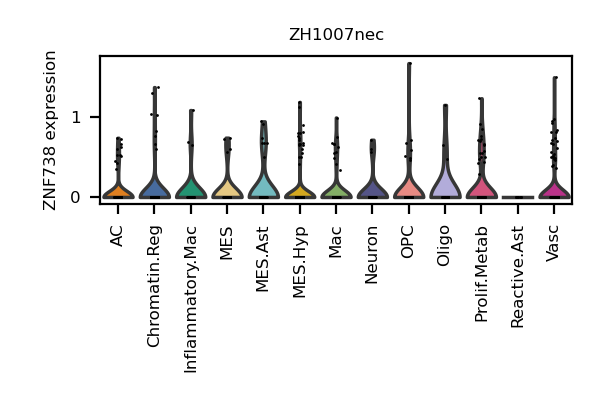 ZH1007nec
ZNF738 expression
1
0
AC
Chromatin.Reg
Inflammatory.Mac
MES
MES.Ast
MES.Hyp
Mac
Neuron
OPC
Oligo
Prolif.Metab
Reactive.Ast
Vasc